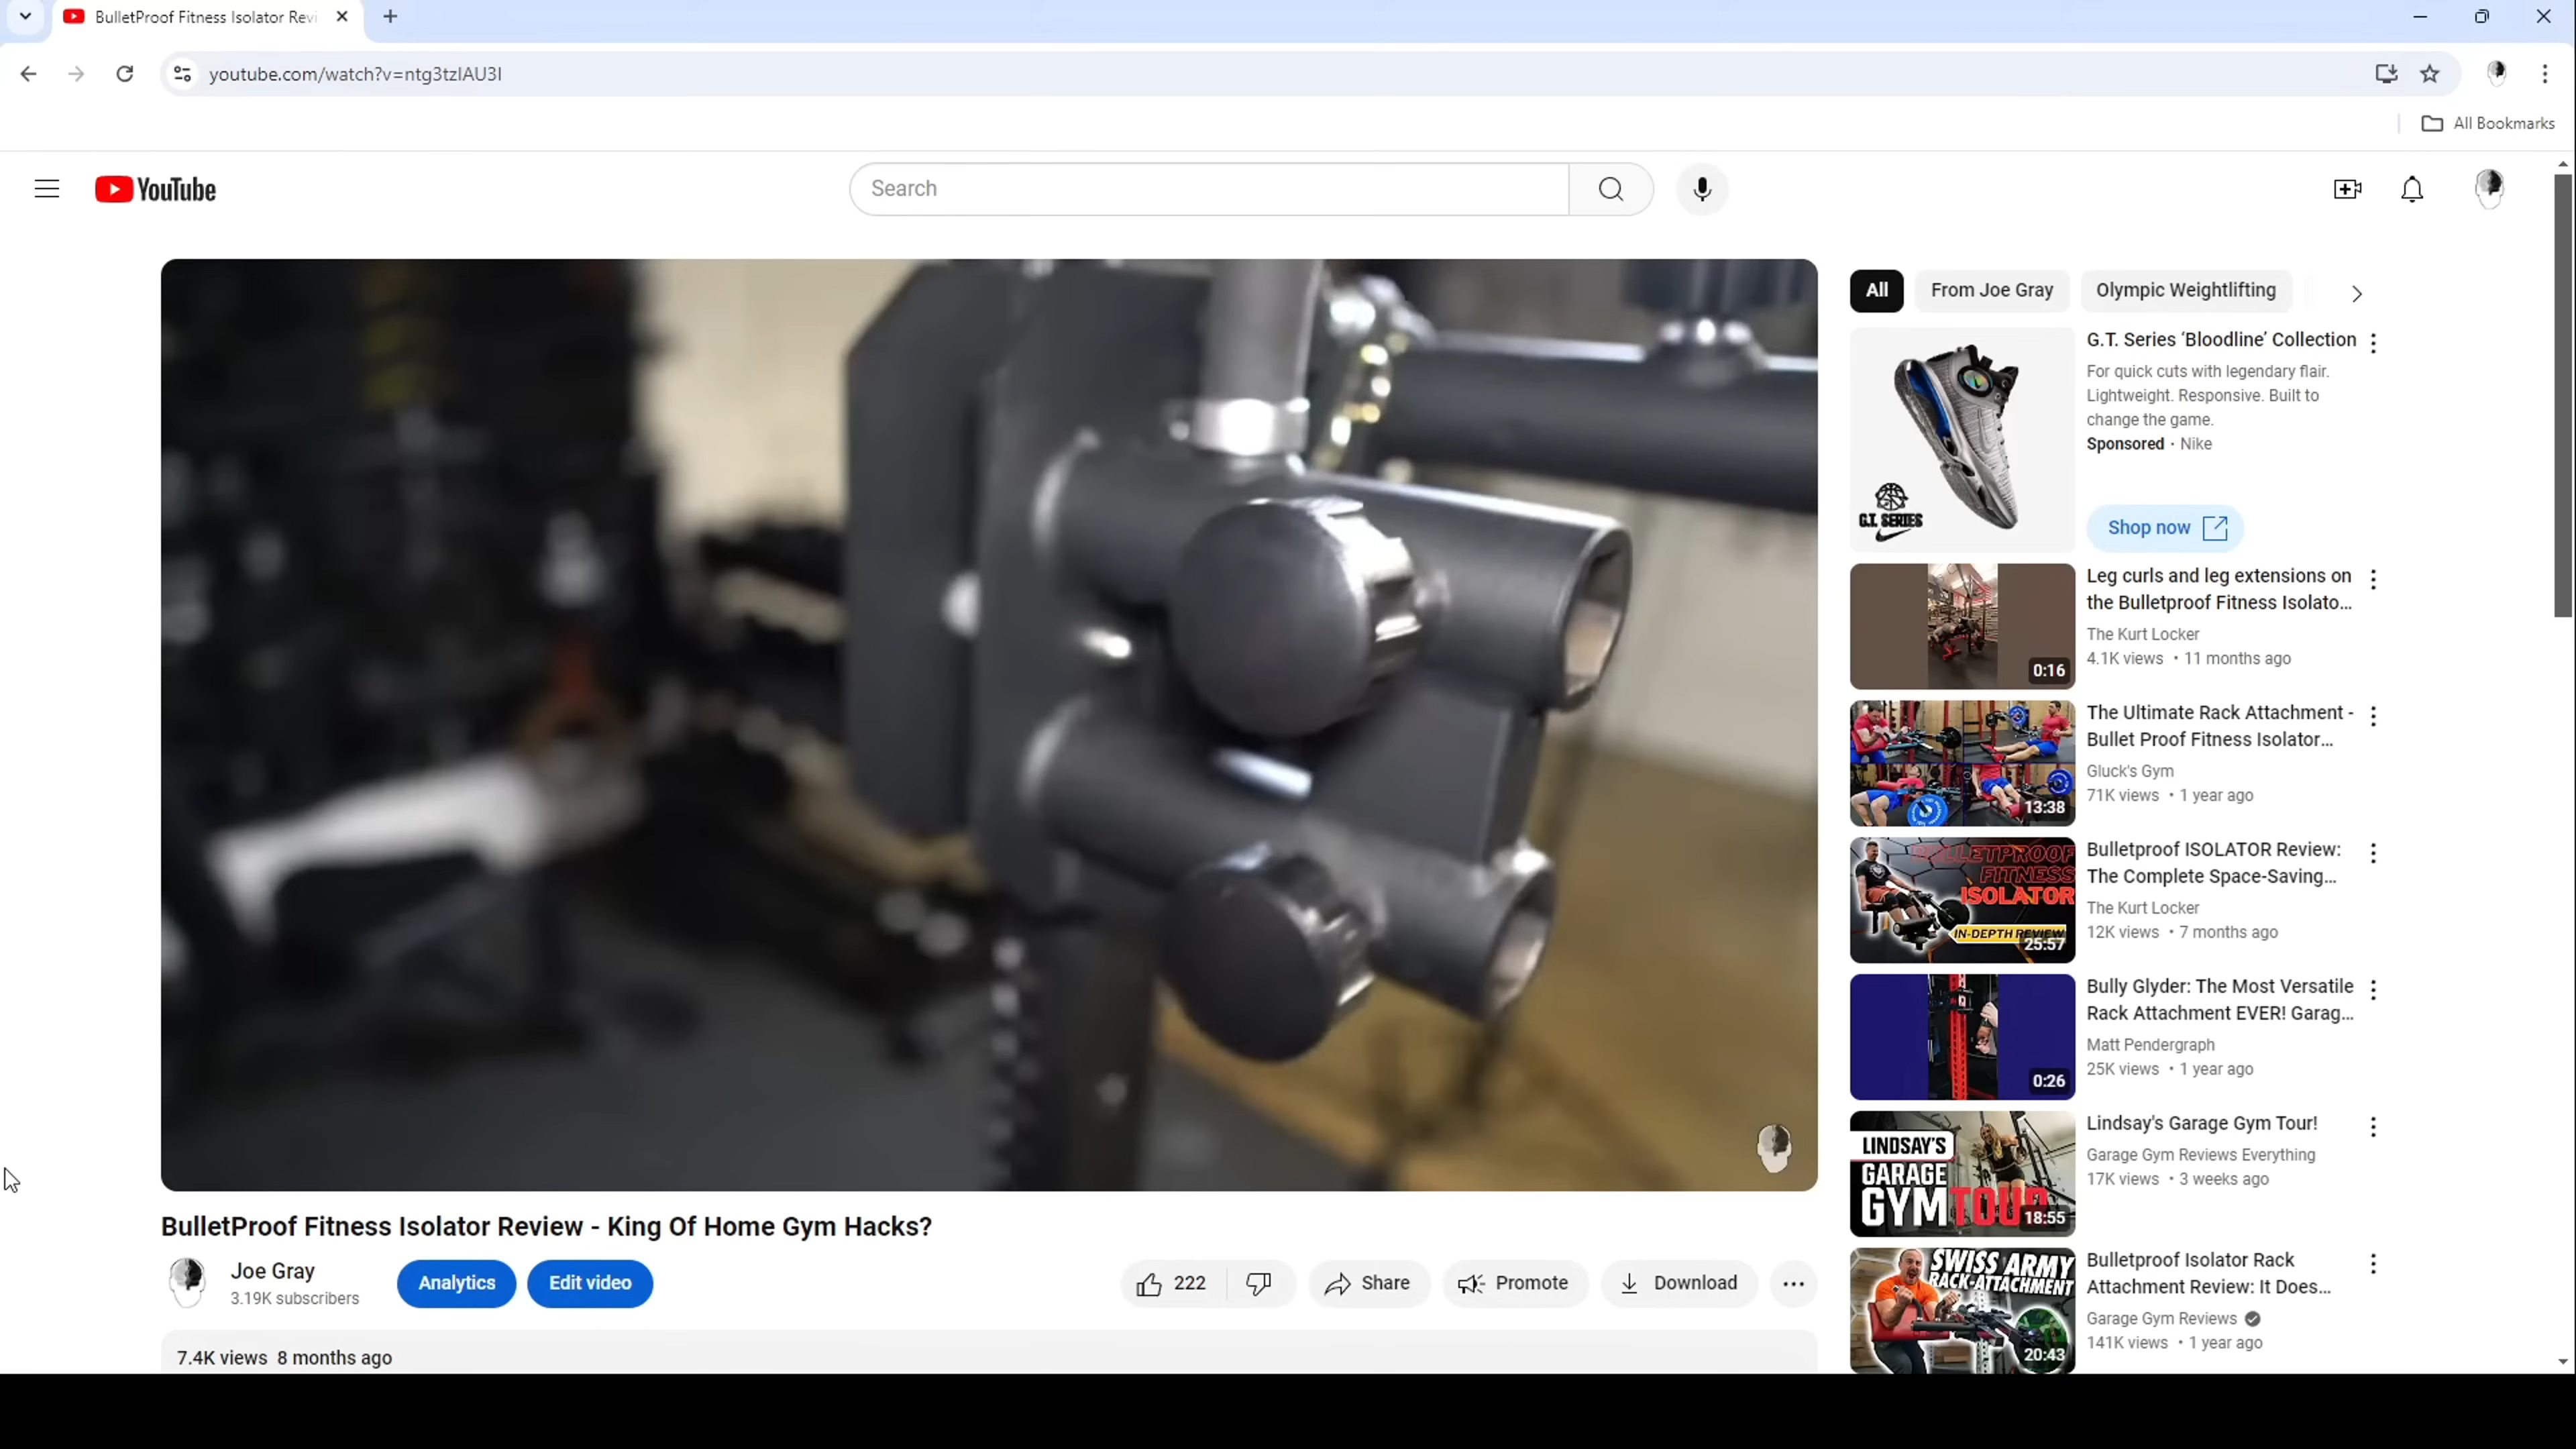 BulletProof Fitness Isolator Revi
youtube.com/watch?v=ntg3tzIAU3I
All Bookmarks
YouTube
Search
All
From Joe Gray
Olympic Weightlifting
G.T. Series ‘Bloodline’ Collection
For quick cuts with legendary flair.
Lightweight. Responsive. Built to
change the game.
Sponsored · Nike
G.T. SERIES
Shop now
Leg curls and leg extensions on
the Bulletproof Fitness Isolato...
The Kurt Locker
4.1K views • 11 months ago
0:16
The Ultimate Rack Attachment -
Bullet Proof Fitness Isolator...
Gluck's Gym
71K views • 1 year ago
13:38
BULLETPROOF
FITNESS
ISOLATOR
IN-DEPTH REVIEW
25:57
Bulletproof ISOLATOR Review:
The Complete Space-Saving...
The Kurt Locker
12K views • 7 months ago
Bully Glyder: The Most Versatile
Rack Attachment EVER! Garag...
Matt Pendergraph
25K views • 1 year ago
0:26
LINDSAY'S
GARAGE
GYM TOUR
18:55
Lindsay's Garage Gym Tour!
Garage Gym Reviews Everything
17K views • 3 weeks ago
SWISS ARMY
RACK-ATTACHMENT
20:43
Bulletproof Isolator Rack
Attachment Review: It Does...
Garage Gym Reviews
141K views • 1 year ago
BulletProof Fitness Isolator Review - King Of Home Gym Hacks?
Joe Gray
3.19K subscribers
Analytics
Edit video
222
Share
Promote
Download
7.4K views 8 months ago